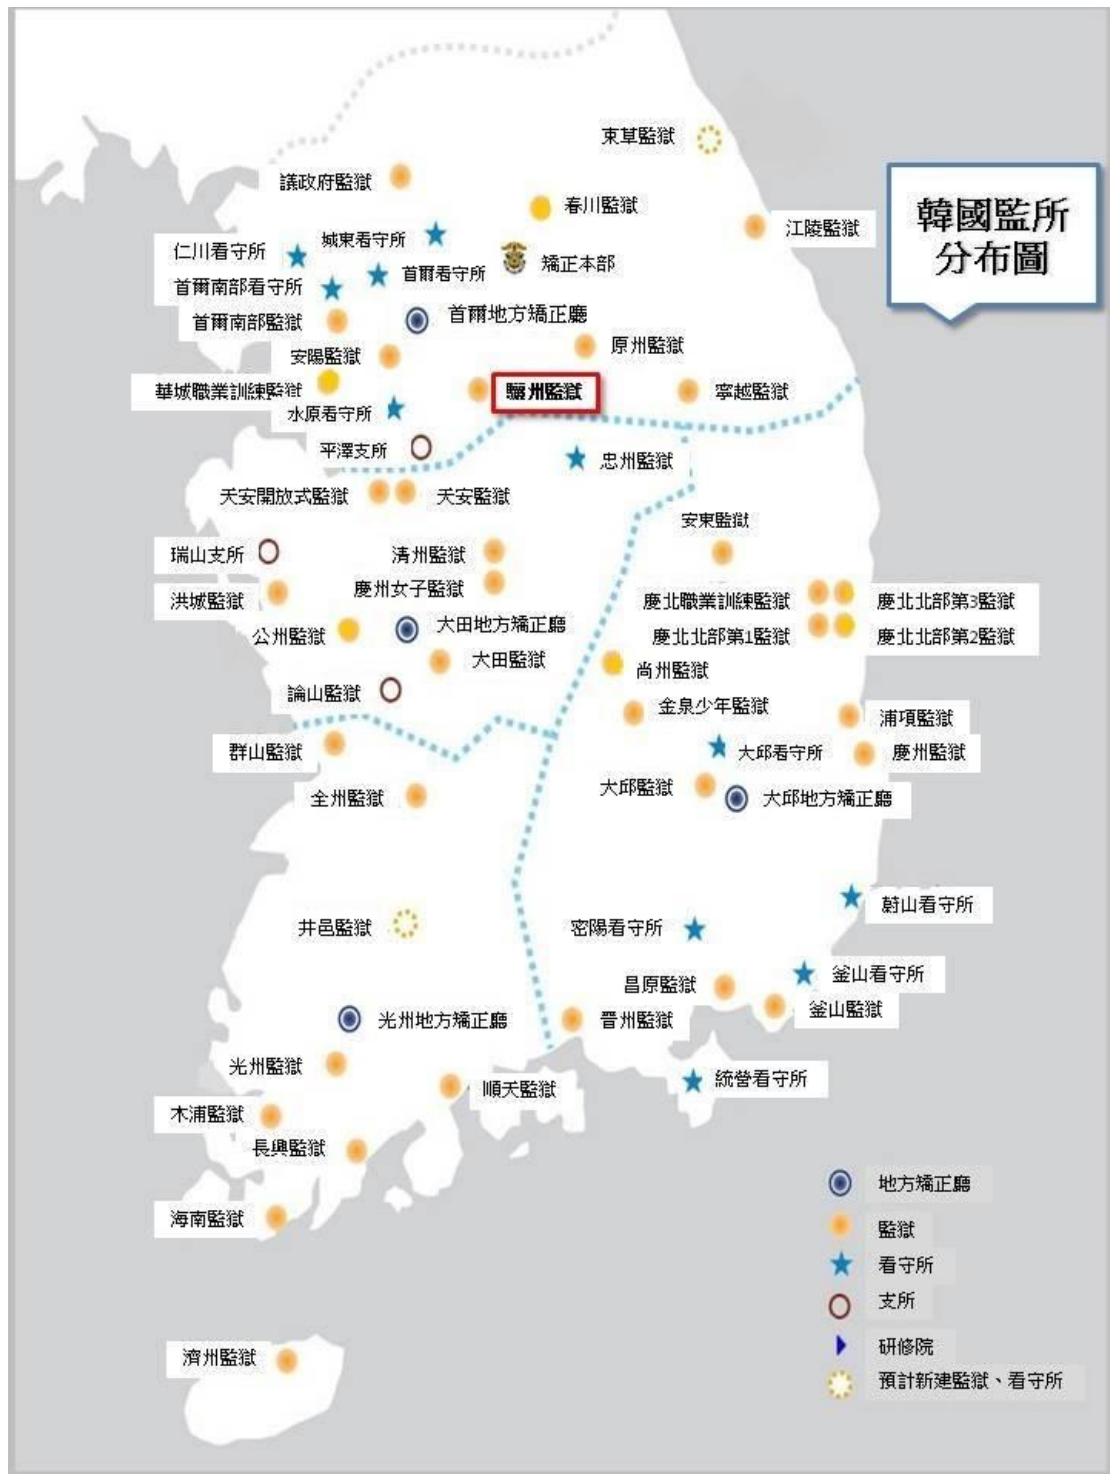 束草監獄
議政府監獄
春川監獄
江陵監獄
韓國監所
分布圖
仁川看守所
城東看守所
首爾看守所
矯正本部
首爾南部看守所
首爾南部監獄
首爾地方矯正廳
安陽監獄
原州監獄
華城職業訓練監獄
驪州監獄
寧越監獄
水原看守所
平澤支所
忠州監獄
天安開放式監獄
天安監獄
安東監獄
瑞山支所
清州監獄
洪城監獄
慶州女子監獄
慶北職業訓練監獄
慶北北部第3監獄
公州監獄
大田地方矯正廳
慶北北部第1監獄
慶北北部第2監獄
大田監獄
尚州監獄
論山監獄
金泉少年監獄
浦項監獄
群山監獄
大邱看守所
慶州監獄
全州監獄
大邱監獄
大邱地方矯正廳
井邑監獄
密陽看守所
蔚山看守所
昌原監獄
釜山看守所
釜山監獄
光州地方矯正廳
晉州監獄
光州監獄
順天監獄
統營看守所
木浦監獄
長興監獄
海南監獄
濟州監獄
地方矯正廳
監獄
看守所
支所
研修院
預計新建監獄、看守所